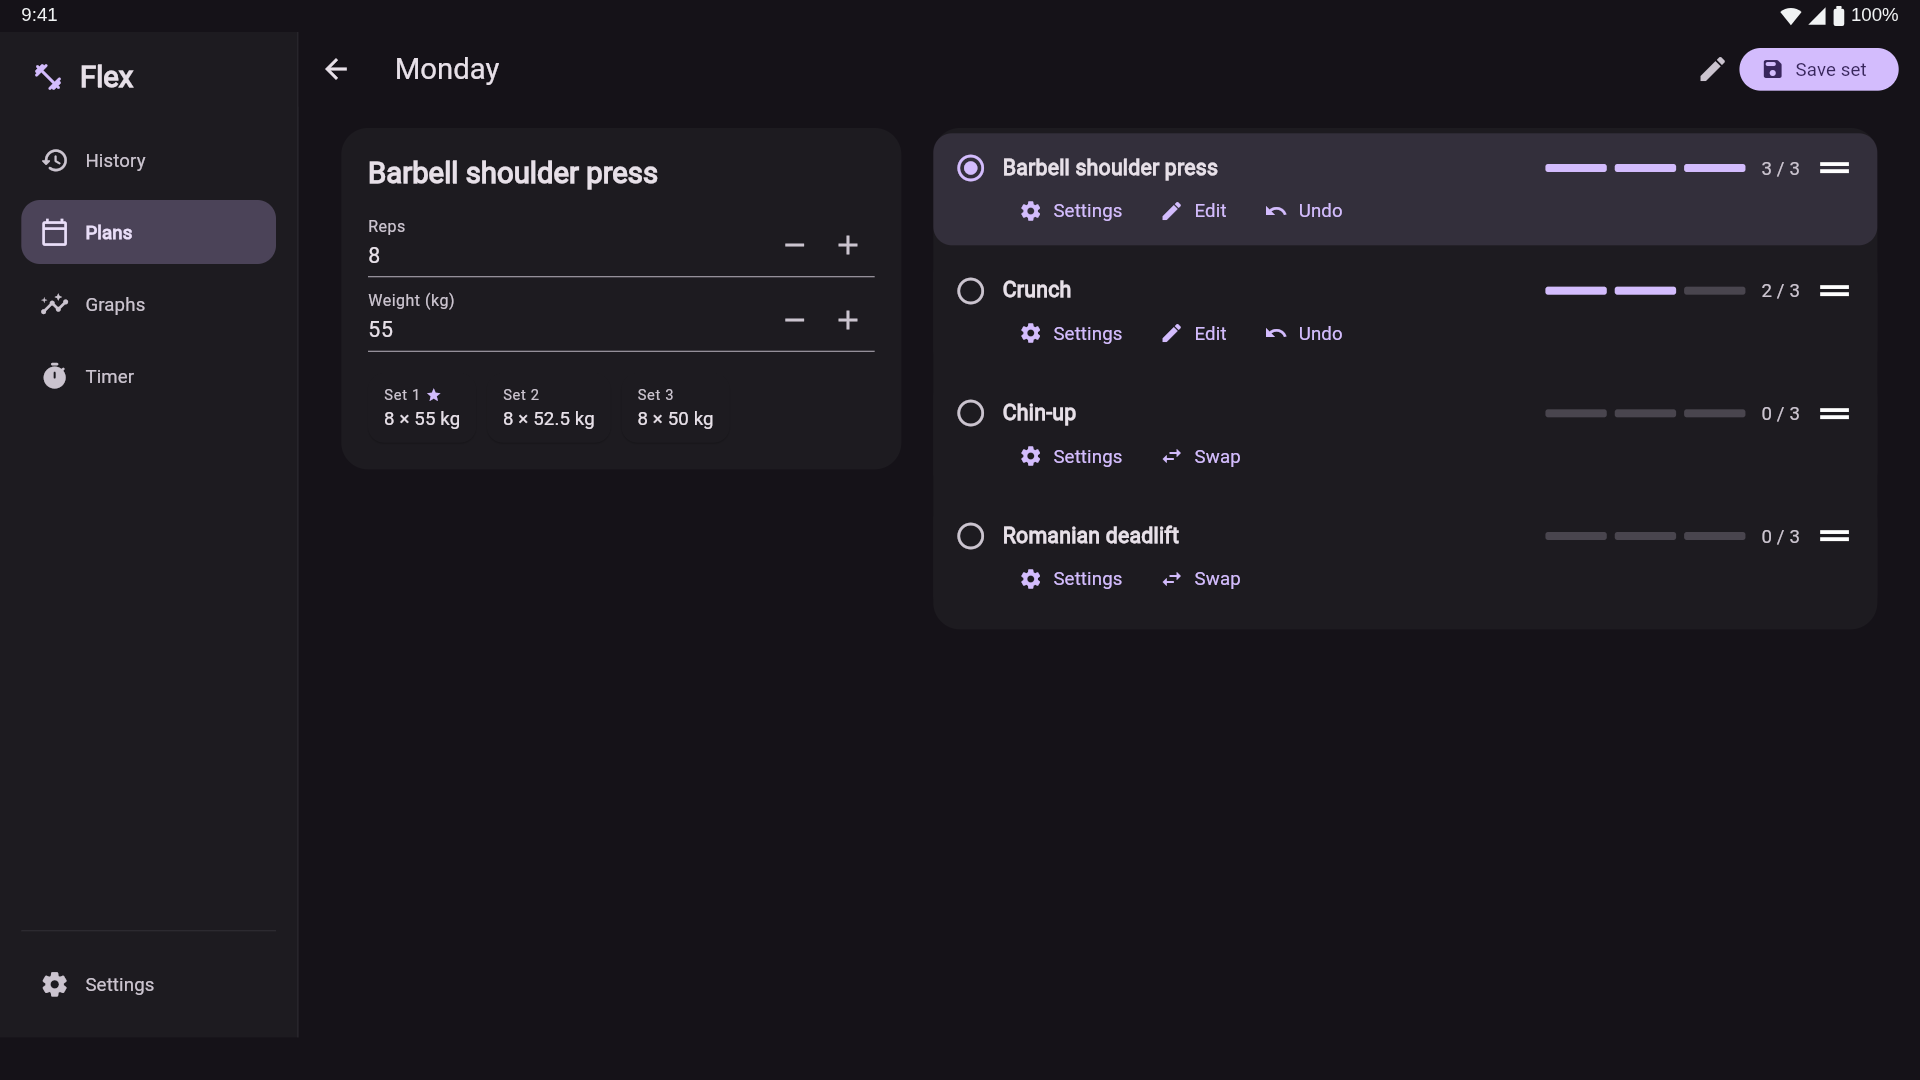 9:41
100%
Flex
History
Plans
Graphs
Timer
Settings
Monday
Save set
Barbell shoulder press
Reps
8
Weight (kg)
55
Set 1
8 × 55 kg
Set 2
8 × 52.5 kg
Set 3
8 × 50 kg
Barbell shoulder press
3 / 3
Settings Edit Undo
Crunch
2 / 3
Settings Edit Undo
Chin-up
0 / 3
Settings Swap
Romanian deadlift
0 / 3
Settings Swap